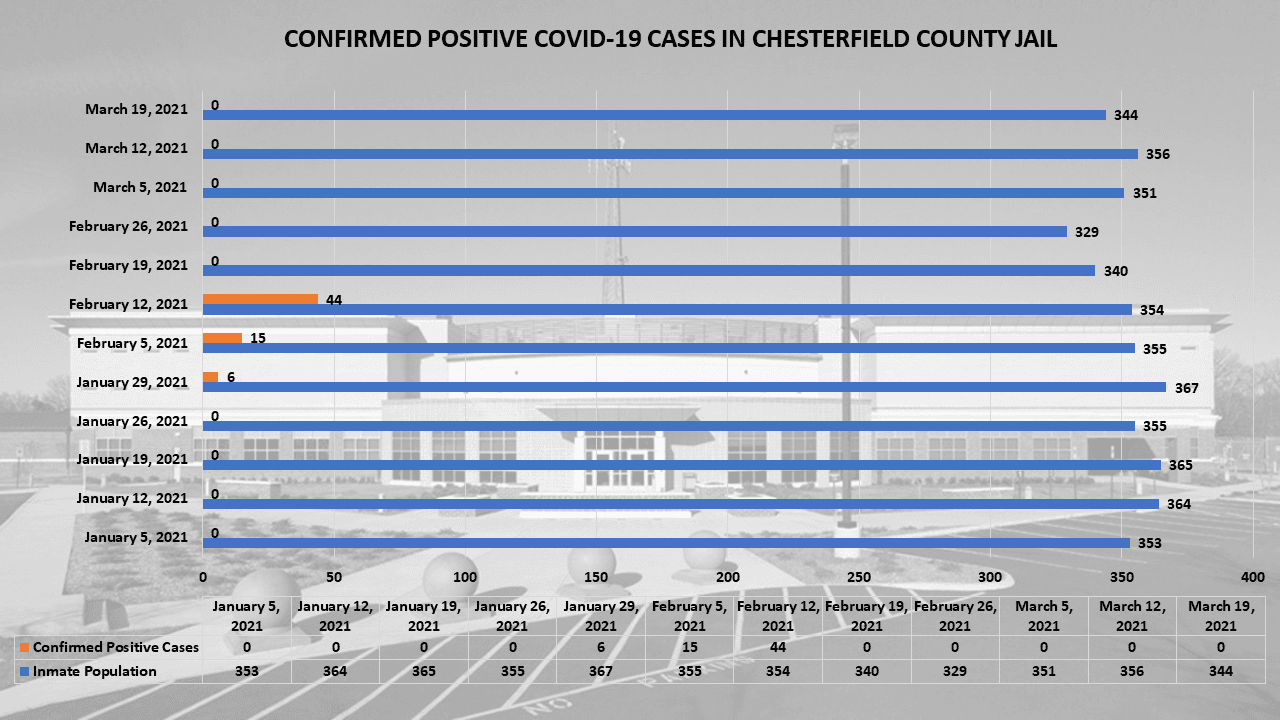 CONFIRMED POSITIVE COVID-19 CASES IN CHESTERFIELD COUNTY JAIL
March 19, 2021 0 344
March 12, 2021 0 356
March 5, 2021 0 351
February 26, 2021 0 329
February 19, 2021 0 340
February 12, 2021 44 354
February 5, 2021 15 355
January 29, 2021 6 367
January 26, 2021 0 355
January 19, 2021 0 365
January 12, 2021 0 364
January 5, 2021 0 353
0 50 100 150 200 250 300 350 400
January 5, January 12, January 19, January 26, January 29, February 5, February 12, February 19, February 26, March 5, March 12, March 19,
2021 2021 2021 2021 2021 2021 2021 2021 2021 2021 2021 2021
Confirmed Positive Cases 0 0 0 0 6 15 44 0 0 0 0 0
Inmate Population 353 364 365 355 367 355 354 340 329 351 356 344
NO PARKING